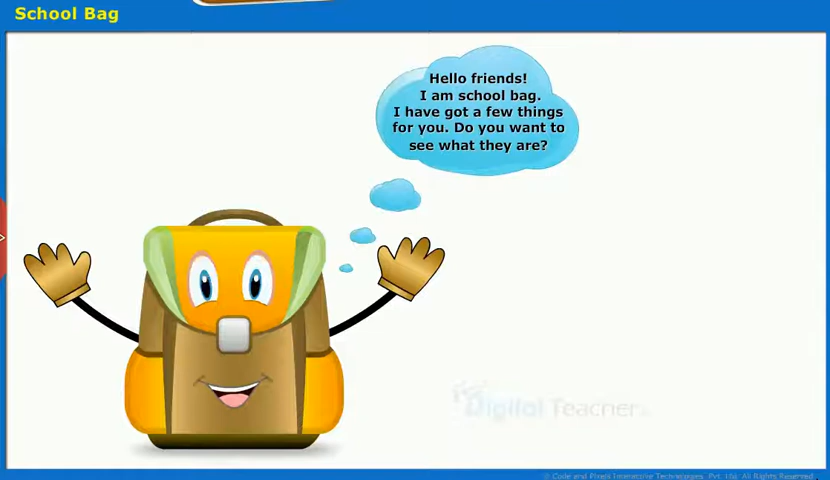 School Bag
Hello friends!
I am school bag.
I have got a few things
for you. Do you want to
see what they are?
Digital Teacher